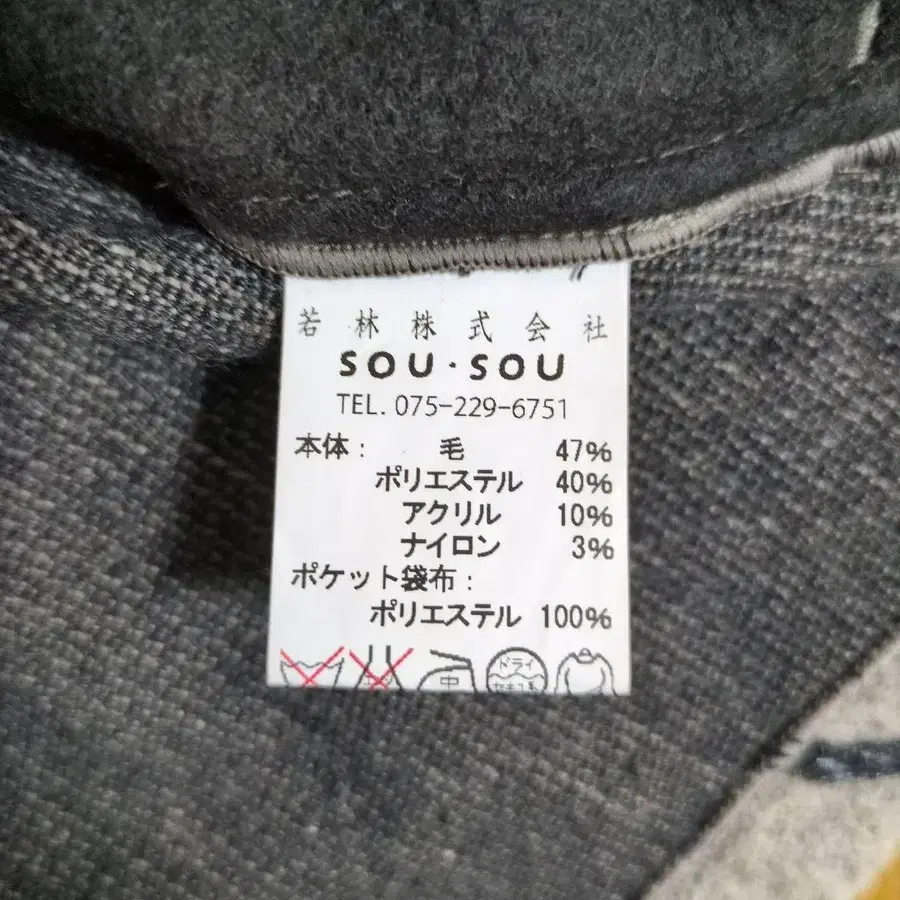 若林株式会社
SOU・SOU
TEL. 075-229-6751
本体： 毛 47%
ポリエステル 40%
アクリル 10%
ナイロン 3%
ポケット袋布：
ポリエステル 100%
中 ドライ